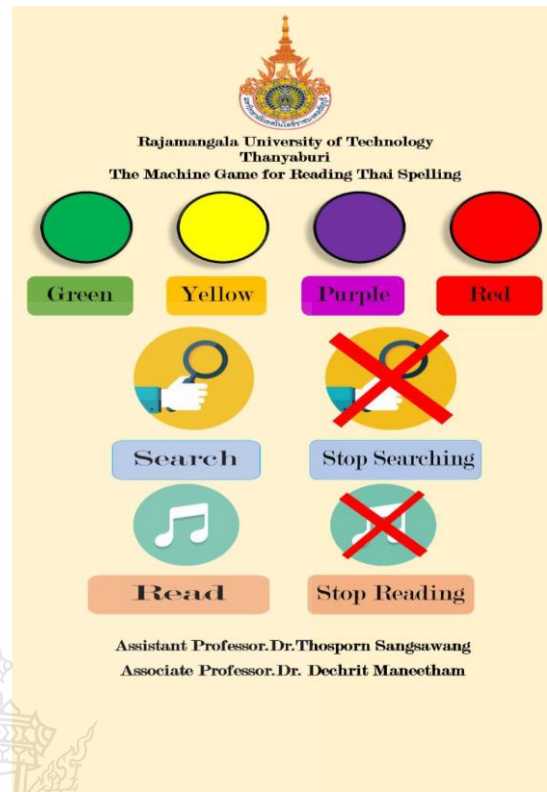 Rajamangala University of Technology
Thanyaburi
The Machine Game for Reading Thai Spelling
Green Yellow Purple Red
Search Stop Searching
Read Stop Reading
Assistant Professor.Dr.Thosporn Sangsawang
Associate Professor.Dr. Dechrit Maneetham